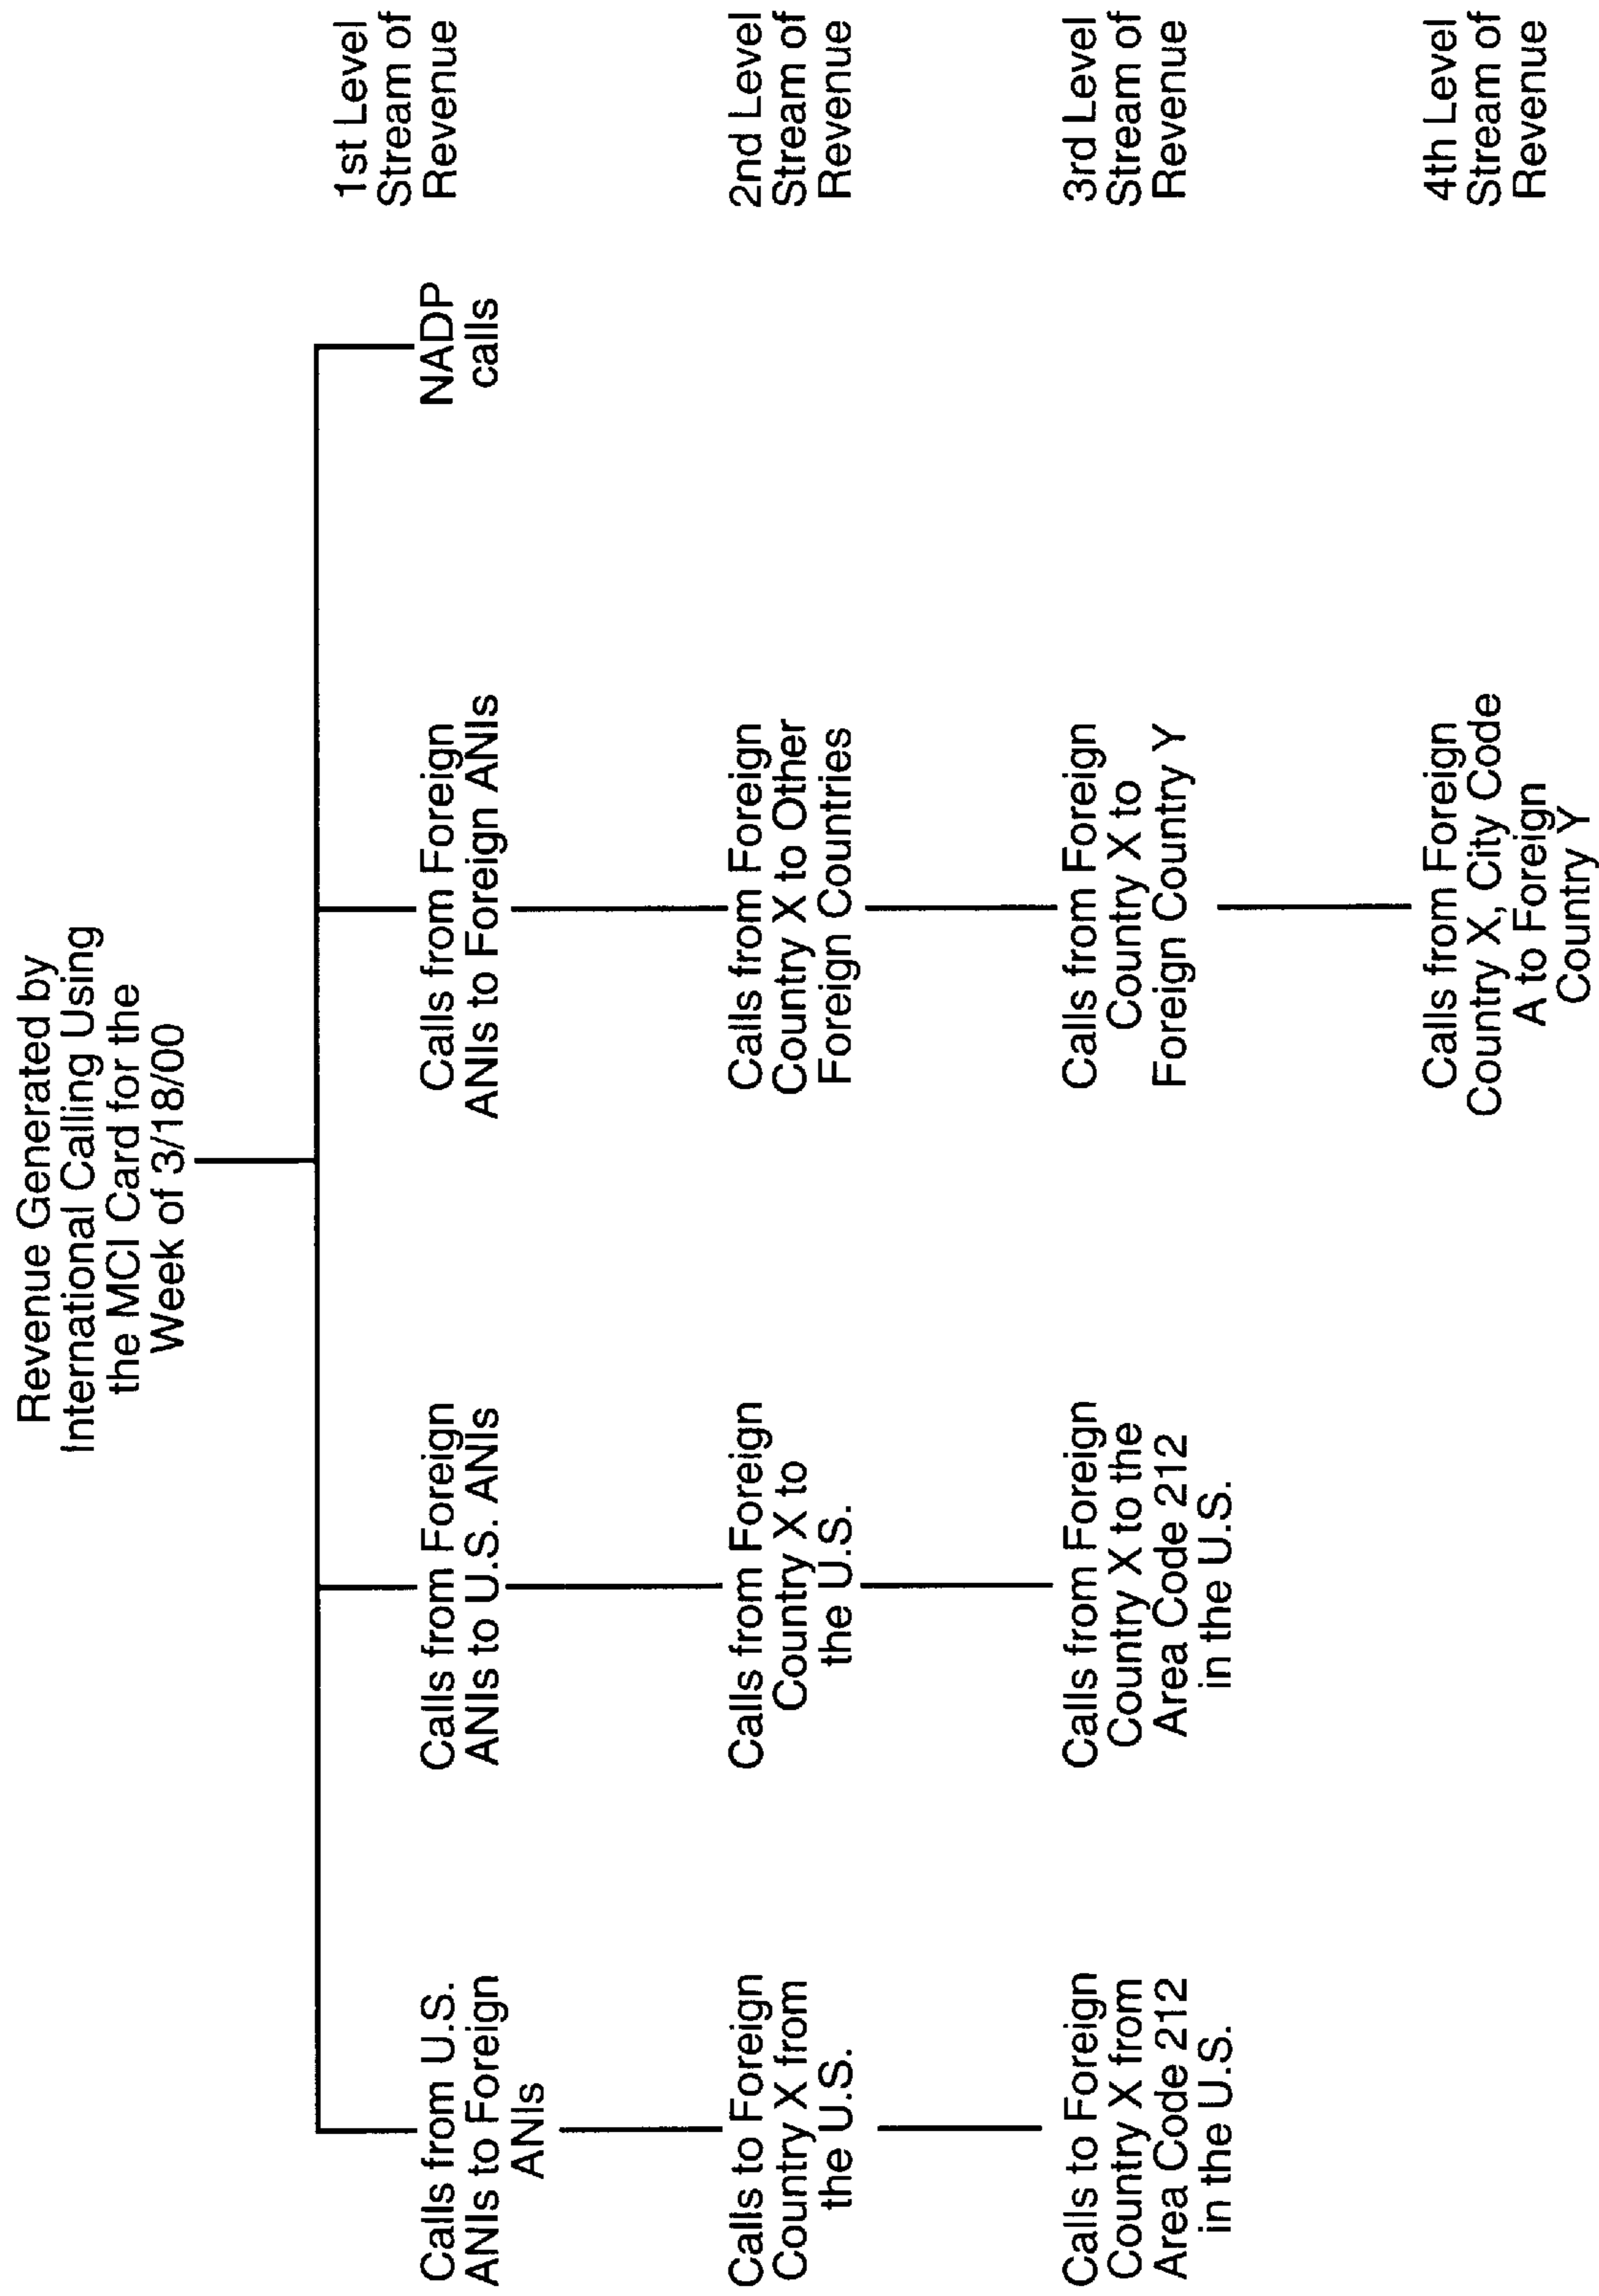 Revenue Generated by
International Calling Using
the MCI Card for the
Week of 3/18/00
1st Level
Stream of
Revenue
Calls from U.S.
ANIs to Foreign
ANIs
Calls from Foreign
ANIs to U.S. ANIs
Calls from Foreign
ANIs to Foreign ANIs
NADP
calls
2nd Level
Stream of
Revenue
Calls to Foreign
Country X from
the U.S.
Calls from Foreign
Country X to
the U.S.
Calls from Foreign
Country X to Other
Foreign Countries
3rd Level
Stream of
Revenue
Calls to Foreign
Country X from
Area Code 212
in the U.S.
Calls from Foreign
Country X to the
Area Code 212
in the U.S.
Calls from Foreign
Country X to
Foreign Country Y
4th Level
Stream of
Revenue
Calls from Foreign
Country X, City Code
A to Foreign
Country Y